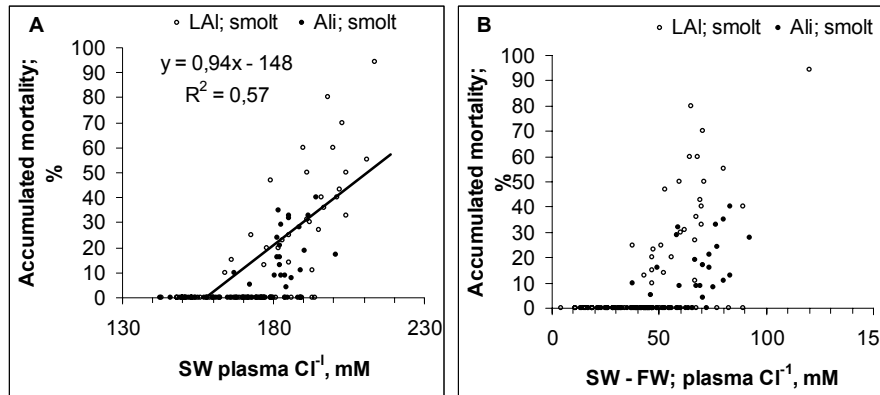 A
○ LAl; smolt • Ali; smolt
y = 0,94x - 148
R² = 0,57
Accumulated mortality;
%
100
90
80
70
60
50
40
30
20
10
0
130 180 230
SW plasma Cl⁻ˡ, mM
B
○ LAl; smolt • Ali; smolt
Accumulated mortality;
%
100
90
80
70
60
50
40
30
20
10
0
0 50 100 15
SW - FW; plasma Cl⁻¹, mM